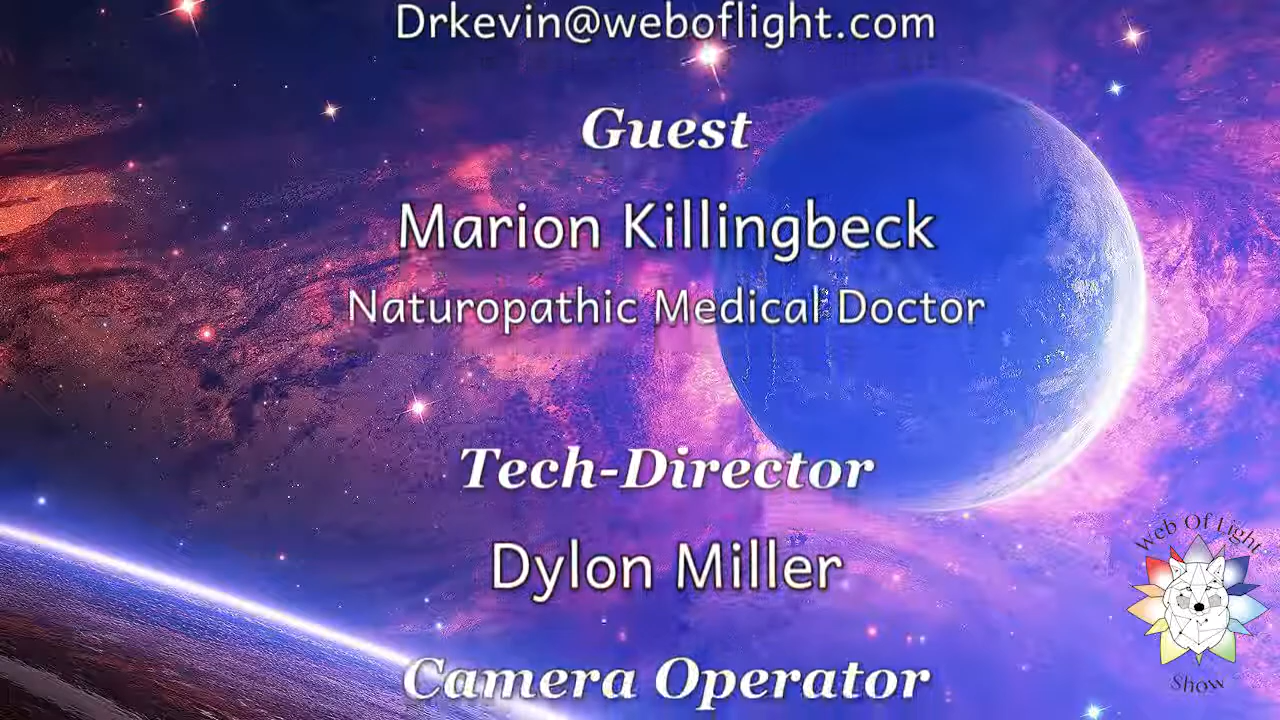 Drkevin@weboflight.com
Guest
Marion Killingbeck
Naturopathic Medical Doctor
Tech-Director
Dylon Miller
Web Of Light
Show
Camera Operator